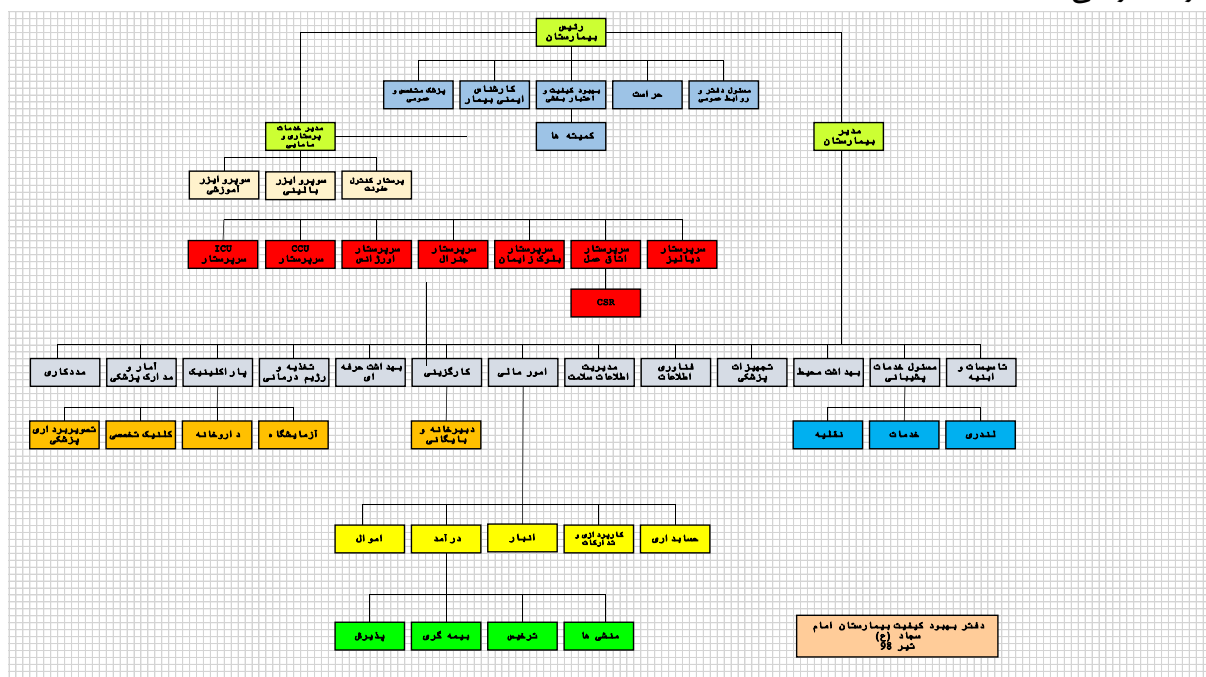 رئیس
بیمارستان
پزشک متخصص و
عمومی
کارشناس
ایمنی بیمار
بهبود کیفیت و
اعتبار بخشی
حراست
مسئول دفتر و
روابط عمومی
مدیر خدمات
پرستاری و
مامایی
کمیته ها
مدیر
بیمارستان
سوپروایزر
آموزشی
سوپروایزر
بالینی
پرستار کنترل
عفونت
ICU
سرپرستار
CCU
سرپرستار
سرپرستار
اورژانس
سرپرستار
جنرال
سرپرستار
بلوک زایمان
سرپرستار
اتاق عمل
سرپرستار
دیالیز
CSR
مددکاری
آمار و
مدارک پزشکی
پاراکلینیک
تغذیه و
رژیم درمانی
بهداشت حرفه
ای
کارگزینی
امور مالی
مدیریت
اطلاعات سلامت
فناوری
اطلاعات
تجهیزات
پزشکی
بهداشت محیط
مسئول خدمات
پشیبانی
تاسیسات و
ابنیه
تصویربرداری
پزشکی
کلنیک تخصصی
داروخانه
آزمایشگاه
دبیرخانه و
بایگانی
نقلیه
خدمات
لندری
اموال
درآمد
انبار
کاربردازی و
تدارکات
حسابداری
پذیرش
بیمه گری
ترخیص
منشی ها
دفتر بهبود کیفیت بیمارستان امام
سجاد (ع)
تیر 98